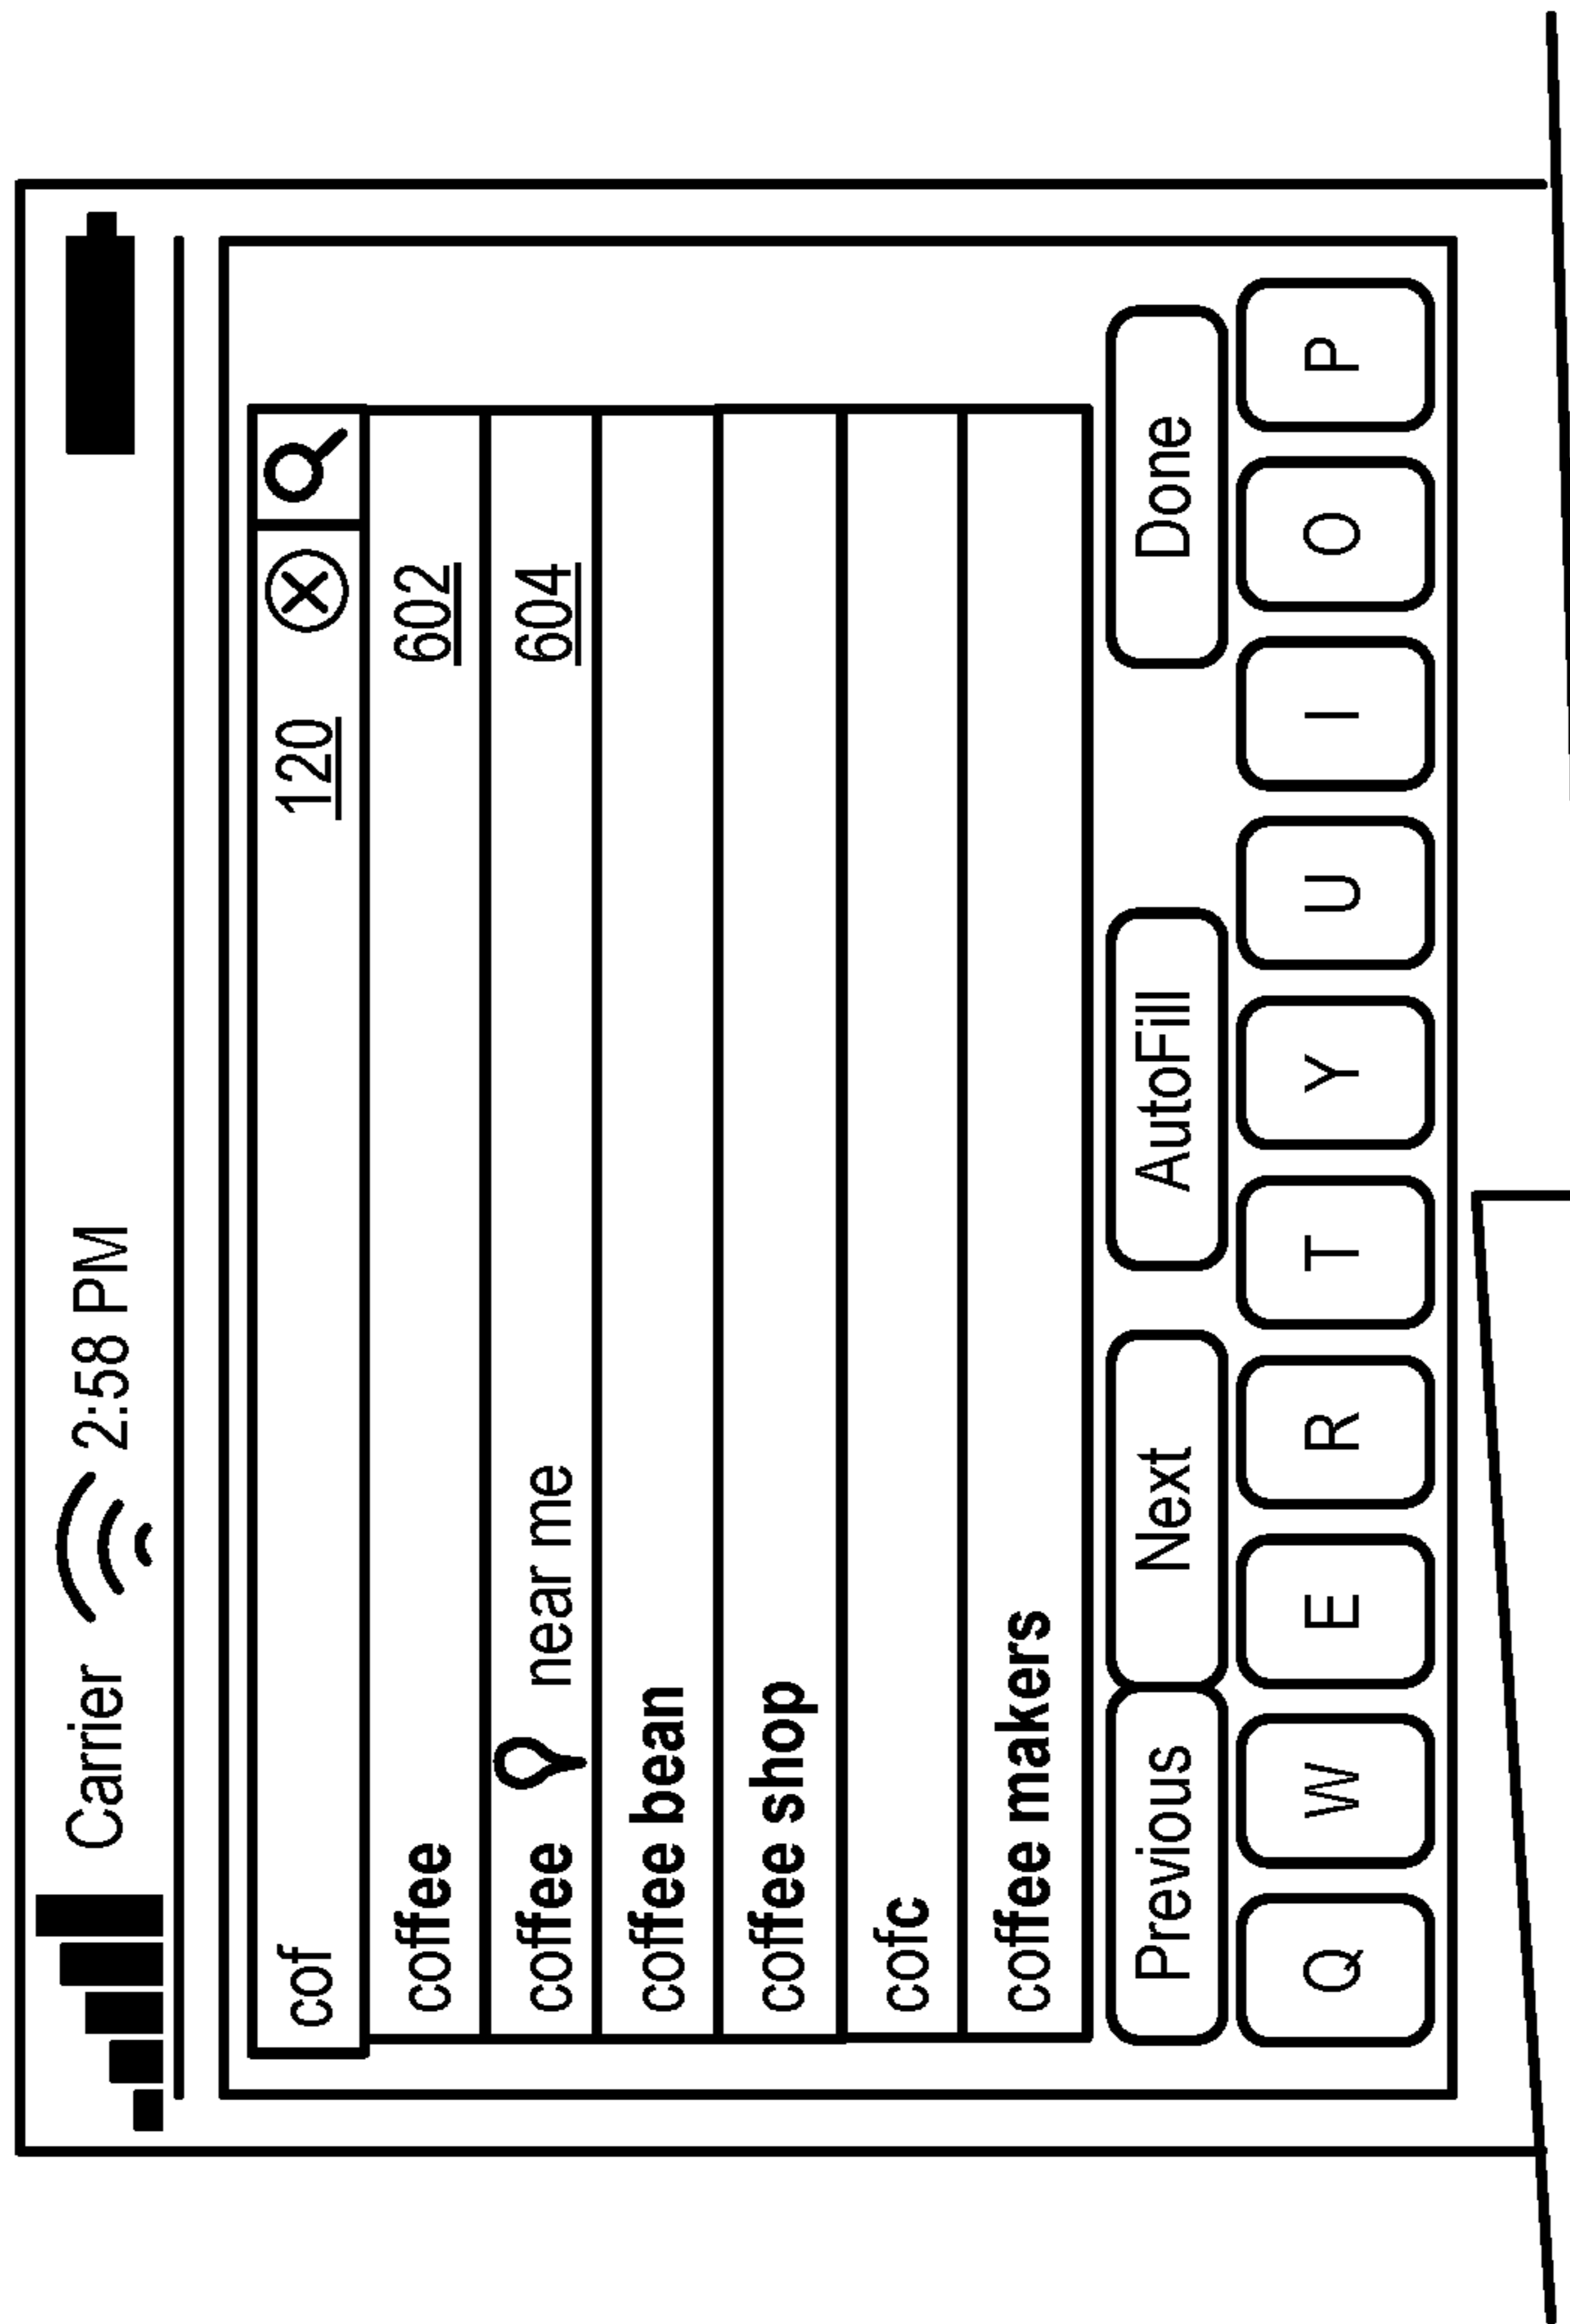 Carrier 2:58 PM
cof 120
coffee 602
coffee near me 604
coffee bean
coffee shop
cofc
coffee makers
Previous Next AutoFill Done
Q W E R T Y U I O P